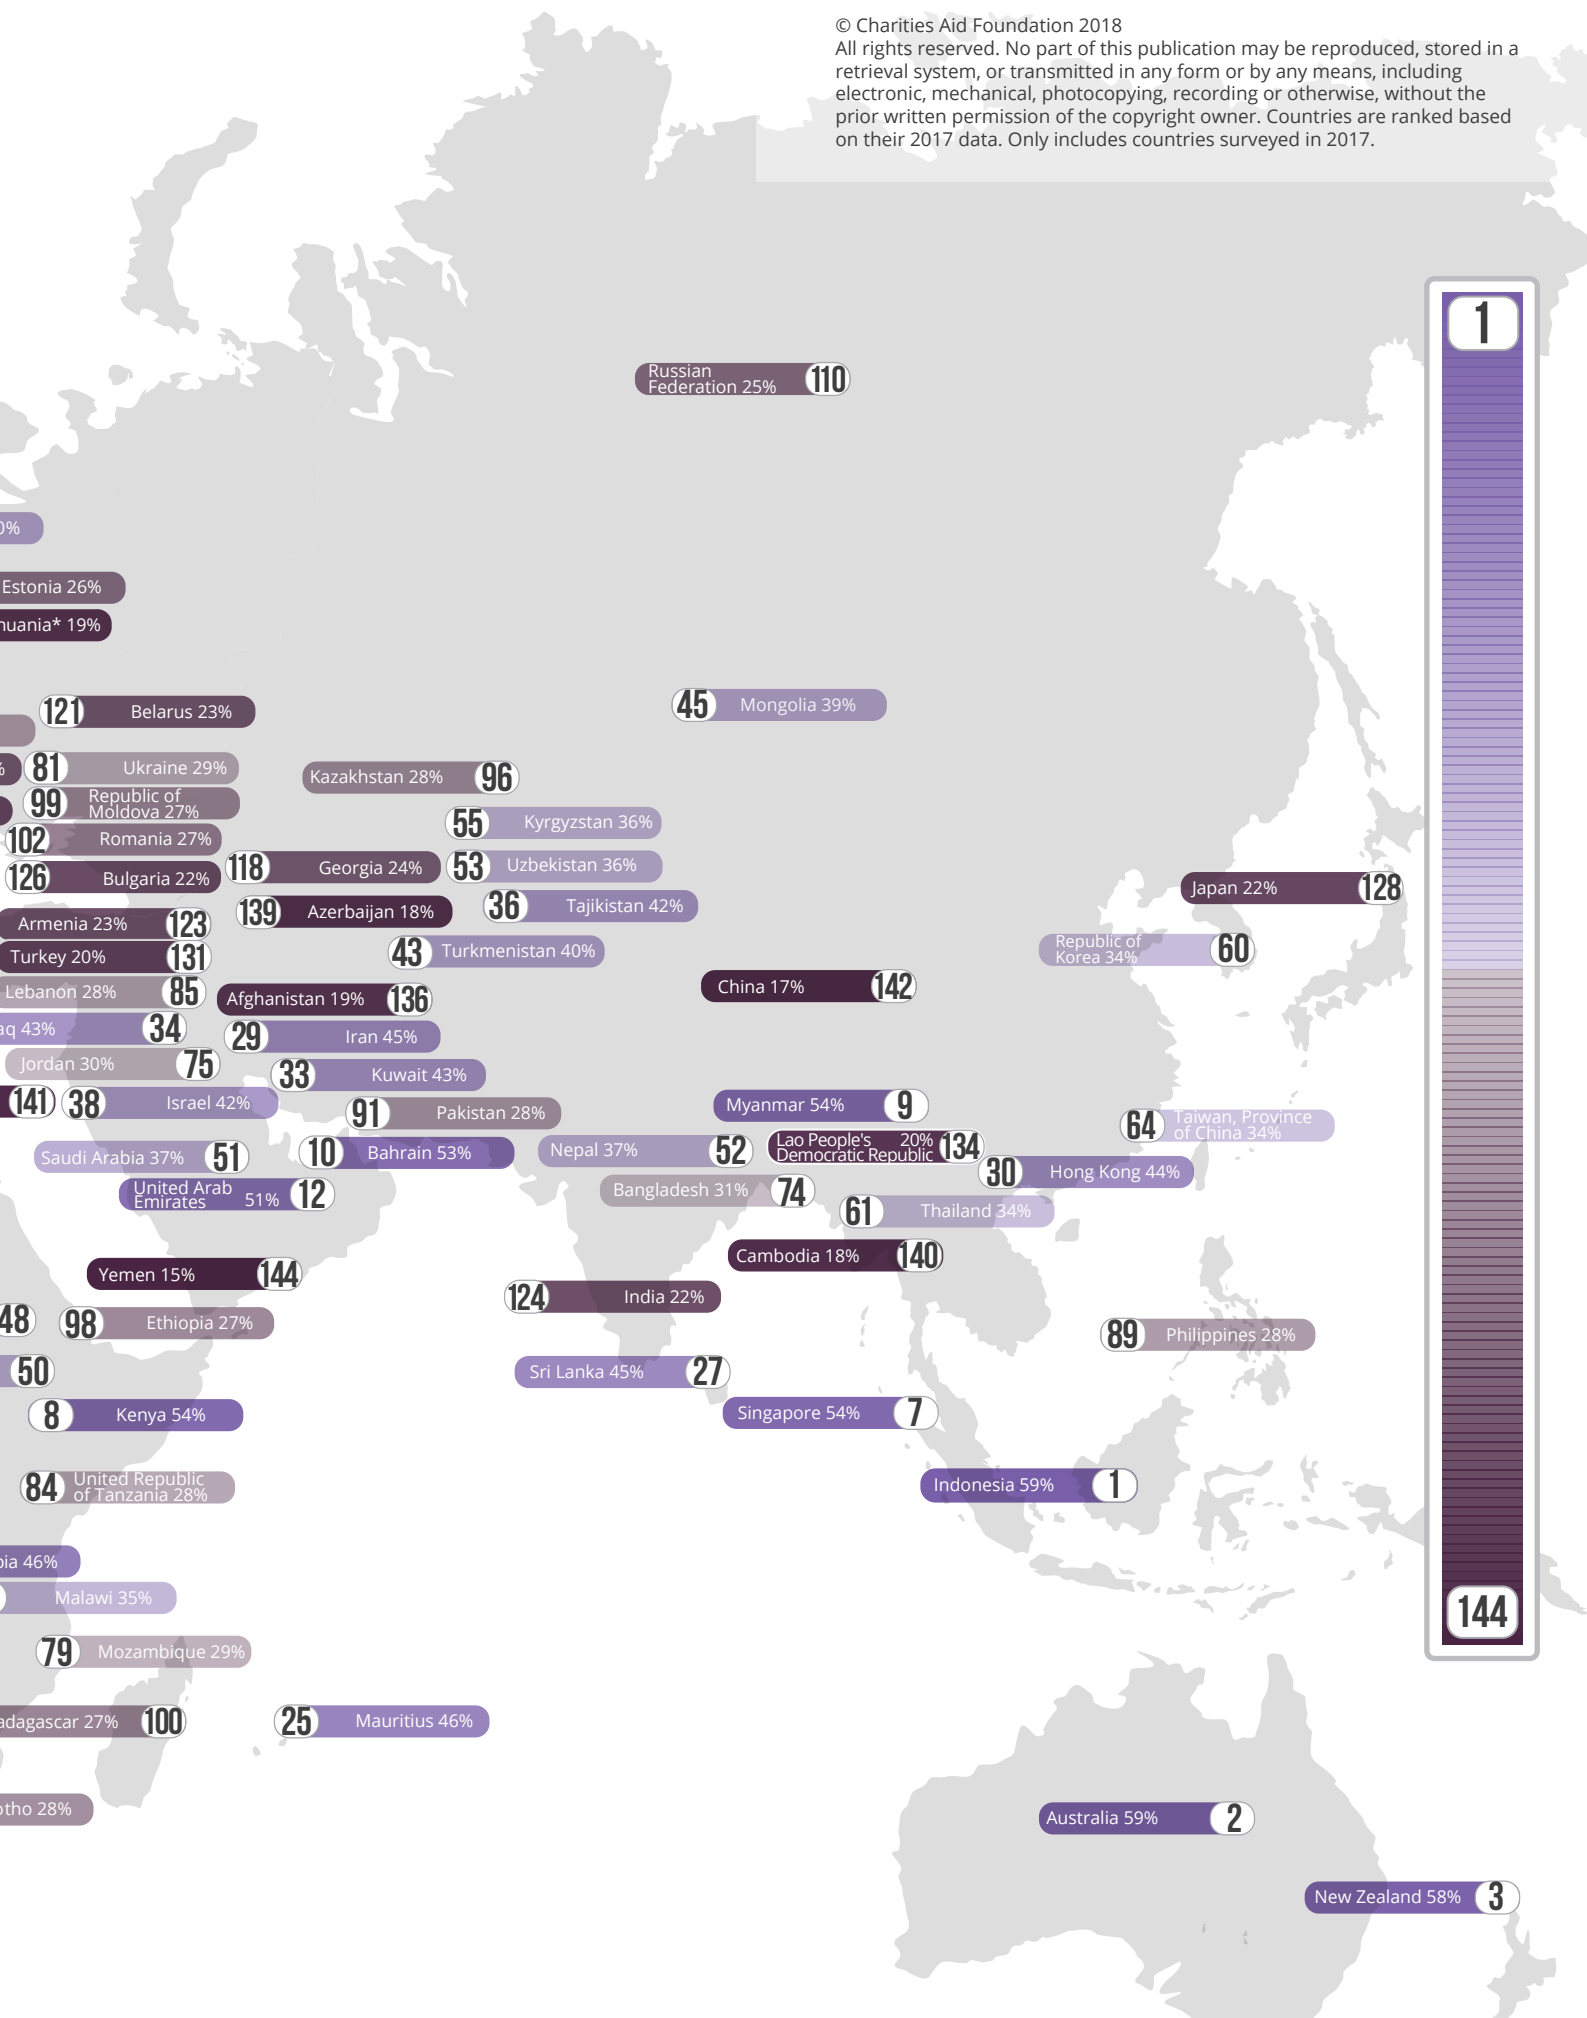 © Charities Aid Foundation 2018
All rights reserved. No part of this publication may be reproduced, stored in a
retrieval system, or transmitted in any form or by any means, including
electronic, mechanical, photocopying, recording or otherwise, without the
prior written permission of the copyright owner. Countries are ranked based
on their 2017 data. Only includes countries surveyed in 2017.
1
Russian
Federation 25% 110
0%
Estonia 26%
huania* 19%
45 Mongolia 39%
121 Belarus 23%
%
81 Ukraine 29%
Kazakhstan 28% 96
99 Republic of
Moldova 27%
55 Kyrgyzstan 36%
102 Romania 27%
118 Georgia 24%
53 Uzbekistan 36%
126 Bulgaria 22%
Japan 22% 128
139 Azerbaijan 18%
36 Tajikistan 42%
Armenia 23% 123
Turkey 20% 131
43 Turkmenistan 40%
Republic of
Korea 34% 60
Lebanon 28% 85
Afghanistan 19% 136
China 17% 142
aq 43% 34
29 Iran 45%
Jordan 30% 75
33 Kuwait 43%
141
38 Israel 42%
91 Pakistan 28%
Myanmar 54% 9
64 Taiwan, Province
of China 34%
Saudi Arabia 37% 51
10 Bahrain 53%
Nepal 37% 52
Lao People's 20%
Democratic Republic 134
30 Hong Kong 44%
United Arab
Emirates 51% 12
Bangladesh 31% 74
61 Thailand 34%
Yemen 15% 144
Cambodia 18% 140
124 India 22%
48
98 Ethiopia 27%
89 Philippines 28%
50
Sri Lanka 45% 27
8 Kenya 54%
Singapore 54% 7
84 United Republic
of Tanzania 28%
Indonesia 59% 1
bia 46%
Malawi 35%
144
79 Mozambique 29%
adagascar 27% 100
25 Mauritius 46%
otho 28%
Australia 59% 2
New Zealand 58% 3